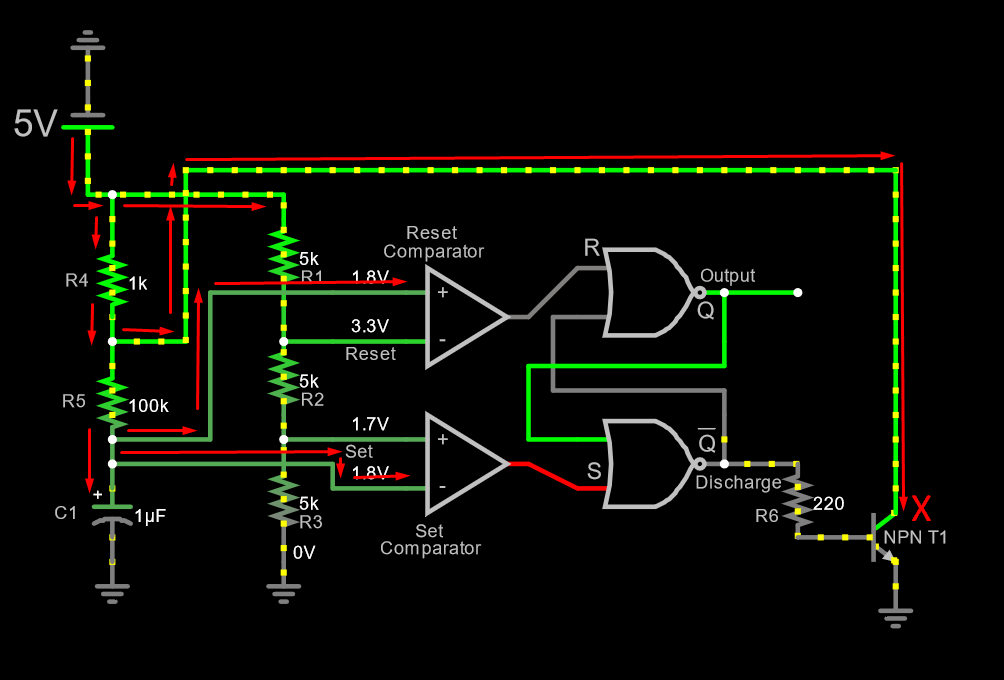 5V
Reset
Comparator
R
Output
5k
R1
1.8V
+
R4
1k
Q
3.3V
-
Reset
R5
100k
5k
R2
1.7V
+
Set
Q
1.8V
-
S
Discharge
+
C1
1µF
5k
R3
220
R6
X
NPN T1
Set
Comparator
0V